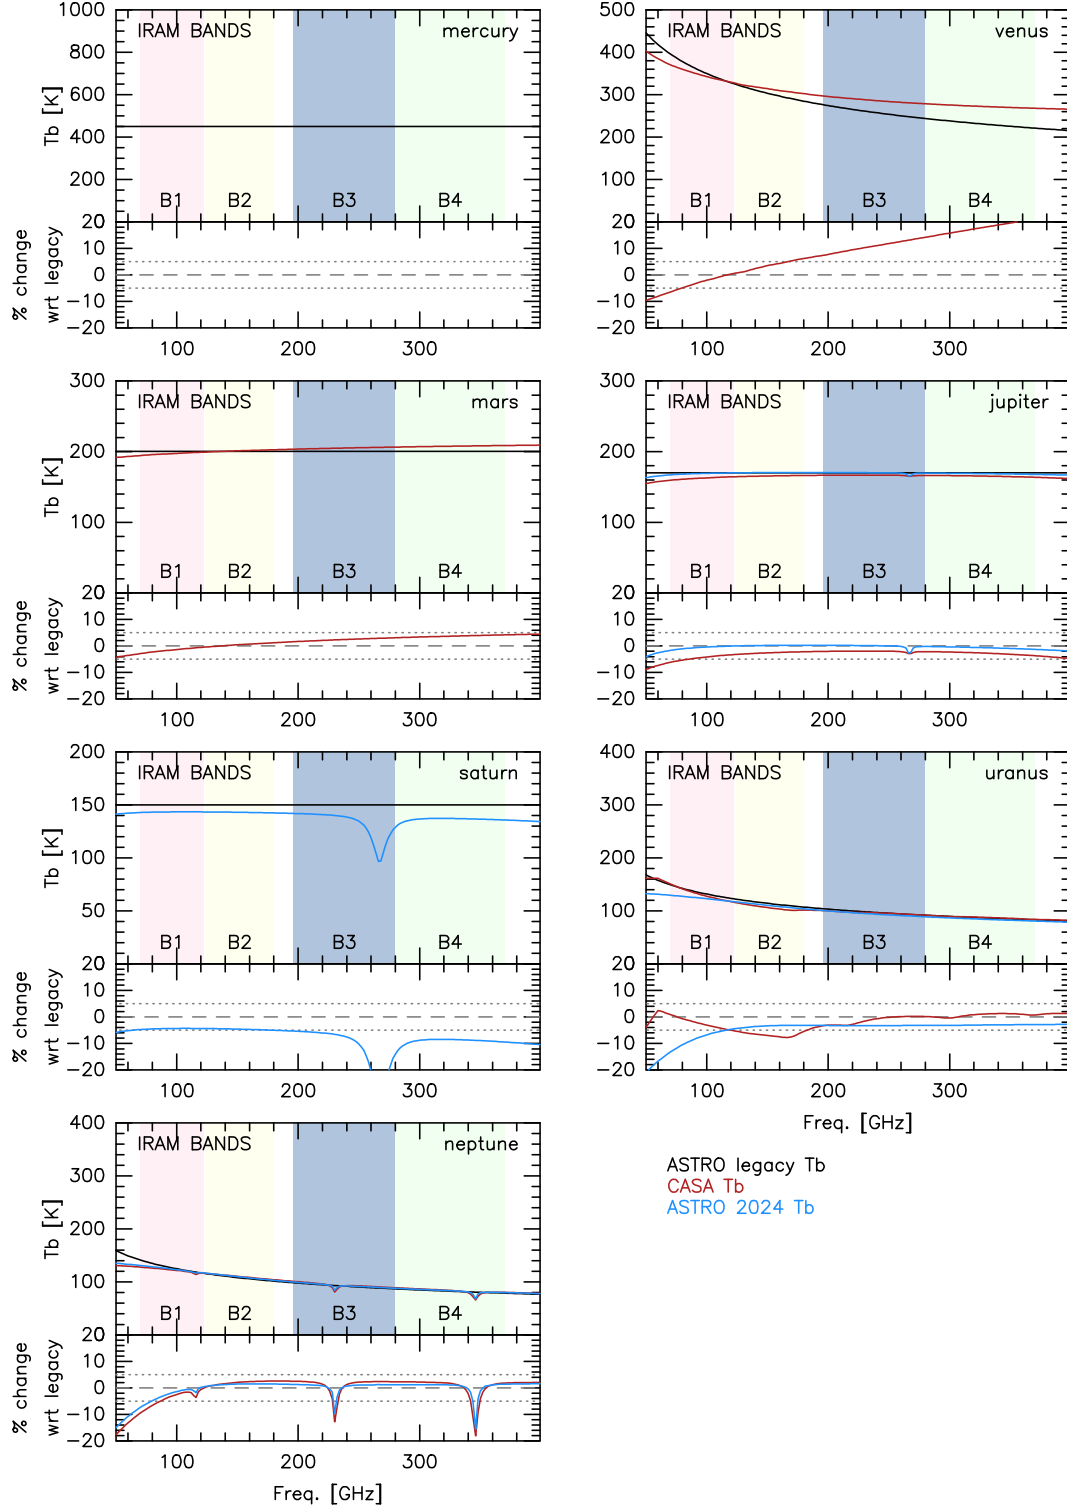 IRAM BANDS mercury
1000
800
600
400
200
20
Tb [K]
B1 B2 B3 B4
10
0
−10
−20
% change
wrt legacy
100 200 300
IRAM BANDS venus
500
400
300
200
100
20
B1 B2 B3 B4
10
0
−10
−20
100 200 300
IRAM BANDS mars
300
200
100
20
Tb [K]
B1 B2 B3 B4
10
0
−10
−20
% change
wrt legacy
100 200 300
IRAM BANDS jupiter
300
200
100
20
B1 B2 B3 B4
10
0
−10
−20
100 200 300
IRAM BANDS saturn
200
150
100
50
20
Tb [K]
B1 B2 B3 B4
10
0
−10
−20
% change
wrt legacy
100 200 300
IRAM BANDS uranus
400
300
200
100
20
B1 B2 B3 B4
10
0
−10
−20
100 200 300
Freq. [GHz]
IRAM BANDS neptune
400
300
200
100
20
Tb [K]
B1 B2 B3 B4
10
0
−10
−20
% change
wrt legacy
100 200 300
Freq. [GHz]
ASTRO legacy Tb
CASA Tb
ASTRO 2024 Tb